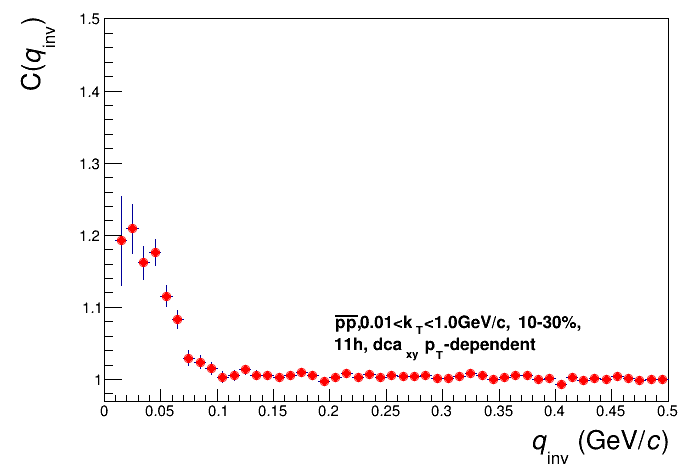 C(q_inv)
1.5
1.4
1.3
1.2
1.1
1
0 0.05 0.1 0.15 0.2 0.25 0.3 0.35 0.4 0.45 0.5
p̅p̅,0.01<k_T<1.0GeV/c, 10-30%,
11h, dca_xy p_T-dependent
q_inv (GeV/c)